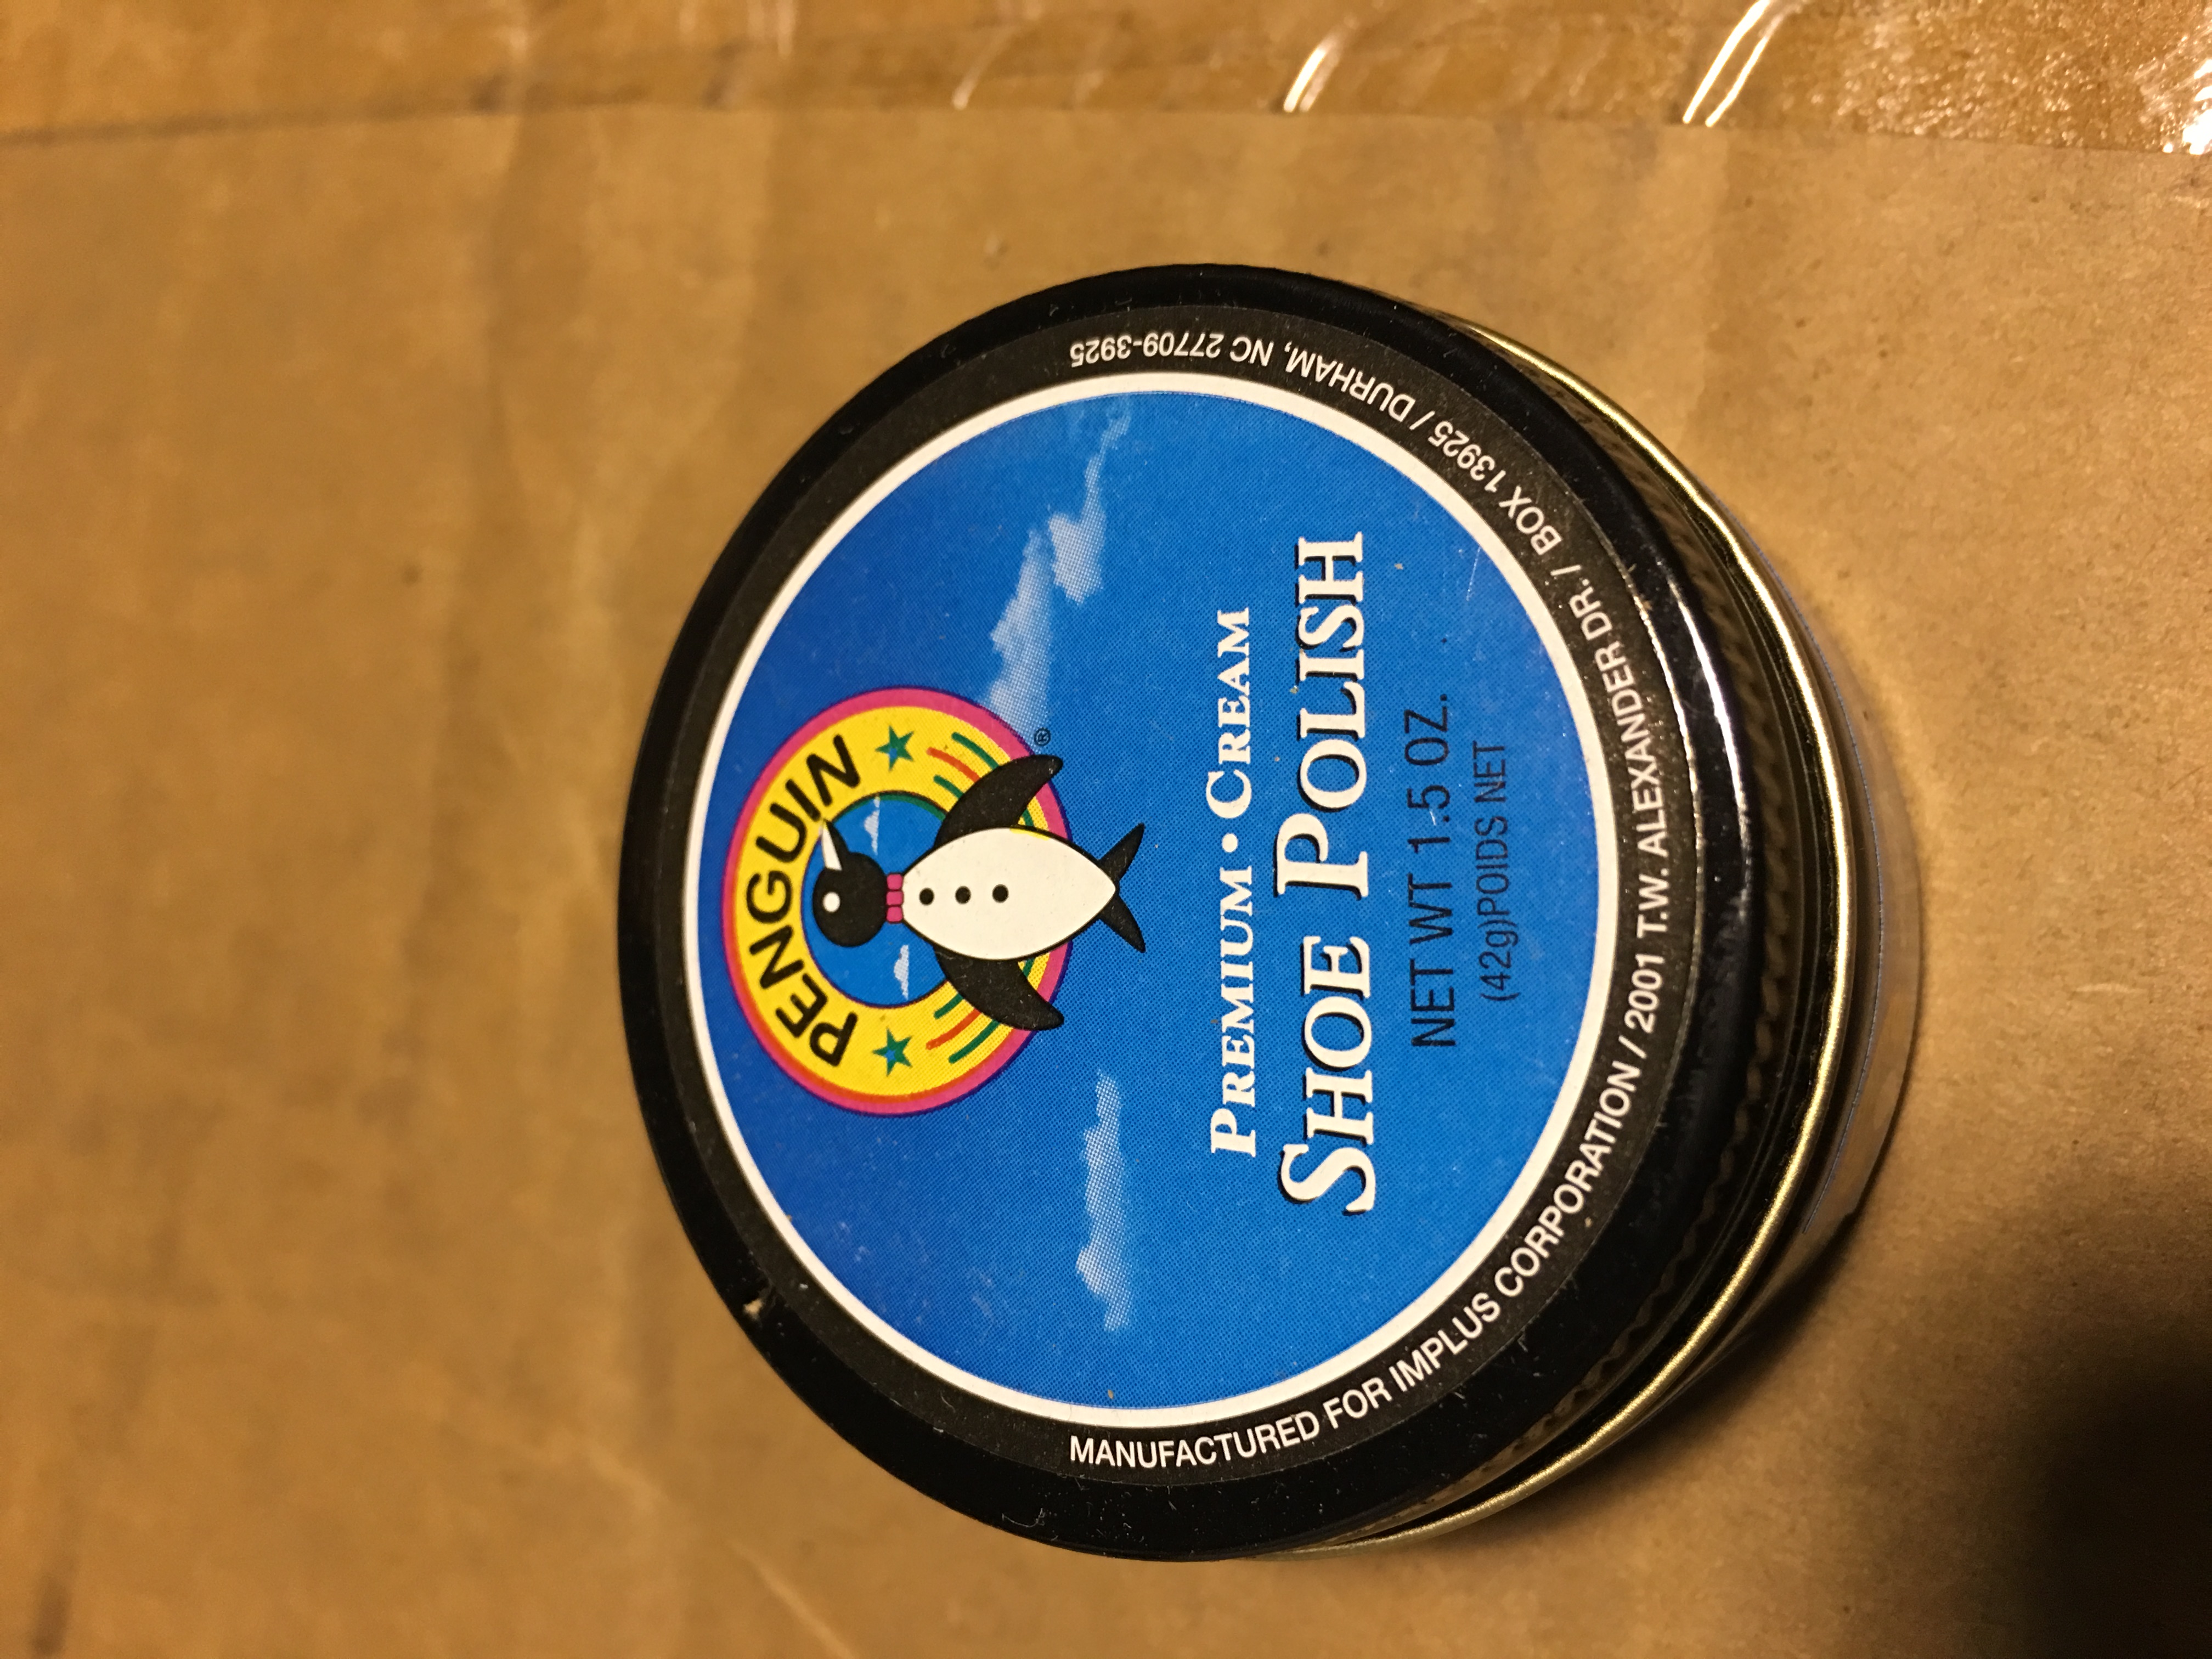 PENGUIN
®
PREMIUM • CREAM
SHOE POLISH
NET WT 1.5 OZ.
(42g)POIDS NET
MANUFACTURED FOR IMPLUS CORPORATION / 2001 T.W. ALEXANDER DR. / BOX 13925 / DURHAM, NC 27709-3925